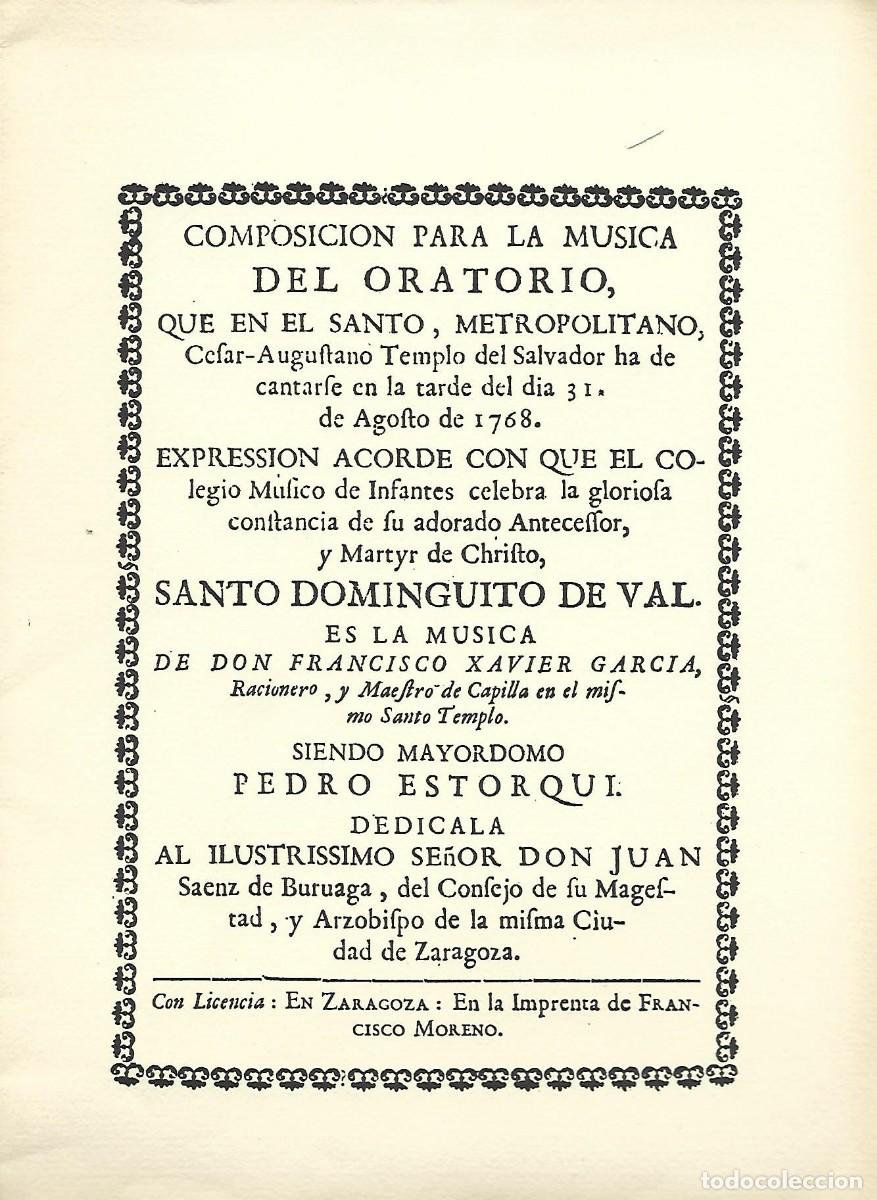 COMPOSICION PARA LA MUSICA
DEL ORATORIO,
QUE EN EL SANTO, METROPOLITANO,
Ceſar-Auguſtano Templo del Salvador ha de
cantarſe en la tarde del dia 31.
de Agoſto de 1768.
EXPRESSION ACORDE CON QUE EL CO-
legio Muſico de Infantes celebra la glorioſa
conſtancia de ſu adorado Anteceſſor,
y Martyr de Chriſto,
SANTO DOMINGUITO DE VAL.
ES LA MUSICA
DE DON FRANCISCO XAVIER GARCIA,
Racionero, y Maeſtro de Capilla en el miſ-
mo Santo Templo.
SIENDO MAYORDOMO
PEDRO ESTORQUI.
DEDICALA
AL ILUSTRISSIMO SEñOR DON JUAN
Saenz de Buruaga, del Conſejo de ſu Mageſ-
tad, y Arzobiſpo de la miſma Ciu-
dad de Zaragoza.
Con Licencia: EN ZARAGOZA: En la Imprenta de FRAN-
CISCO MORENO.
todocoleccion